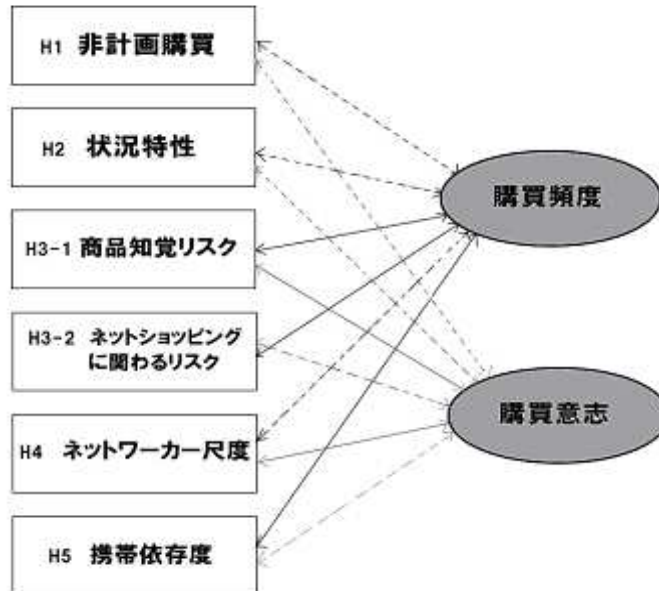 H1 非計画購買
H2 状況特性
購買頻度
H3-1 商品知覚リスク
H3-2 ネットショッピング
に関わるリスク
購買意志
H4 ネットワーカー尺度
H5 携帯依存度